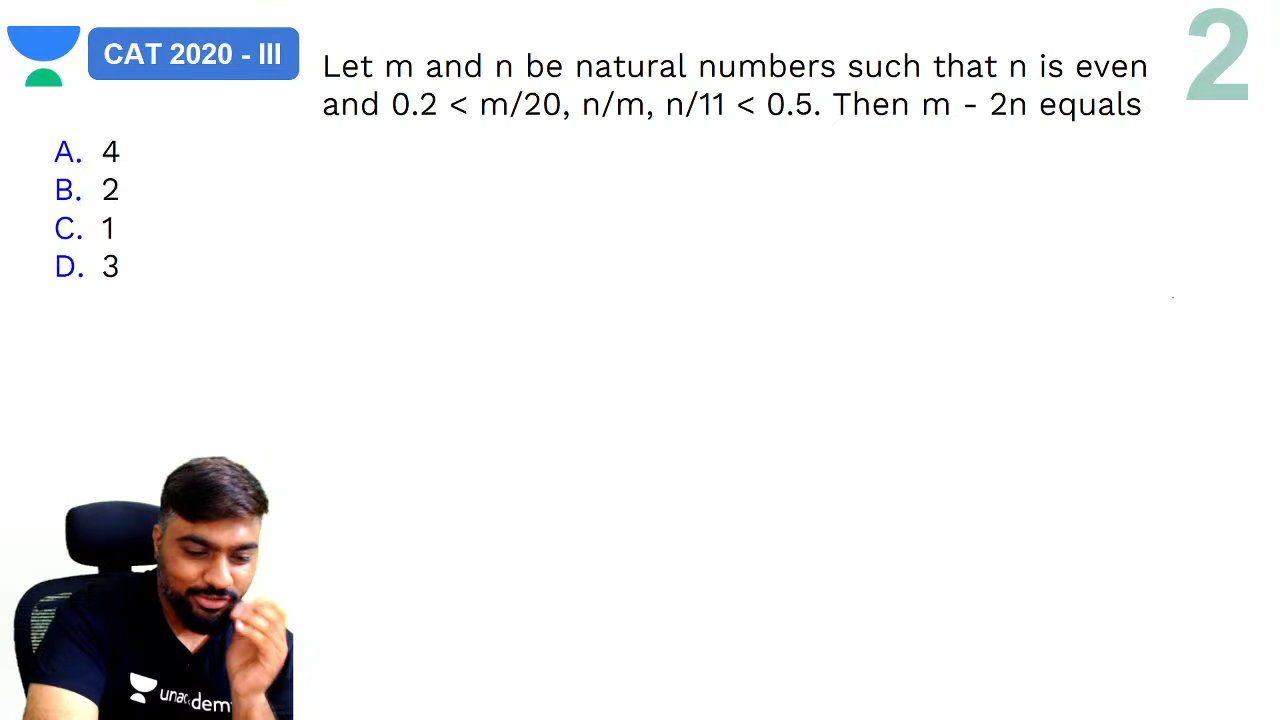 CAT 2020 - III
2
Let m and n be natural numbers such that n is even
and 0.2 < m/20, n/m, n/11 < 0.5. Then m - 2n equals
A. 4
B. 2
C. 1
D. 3
unacademy